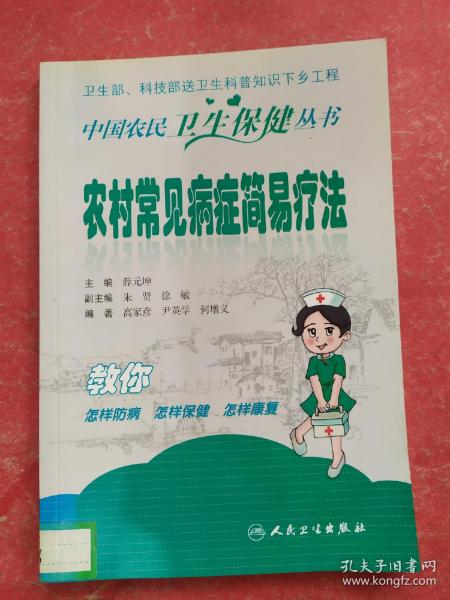 卫生部、科技部送卫生科普知识下乡工程
中国农民卫生保健丛书
农村常见病症简易疗法
主 编 薛元坤
副主编 朱 贤 徐 敏
编 著 高家彦 尹英学 何增义
教你
怎样防病 怎样保健 怎样康复
人民卫生出版社
孔夫子旧书网
www.kongfz.com